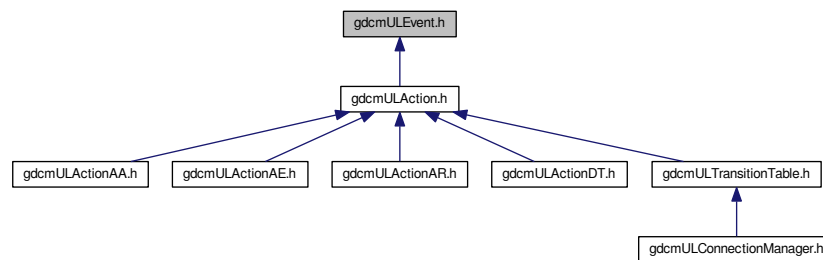 gdcmULEvent.h
gdcmULAction.h
gdcmULActionAA.h
gdcmULActionAE.h
gdcmULActionAR.h
gdcmULActionDT.h
gdcmULTransitionTable.h
gdcmULConnectionManager.h